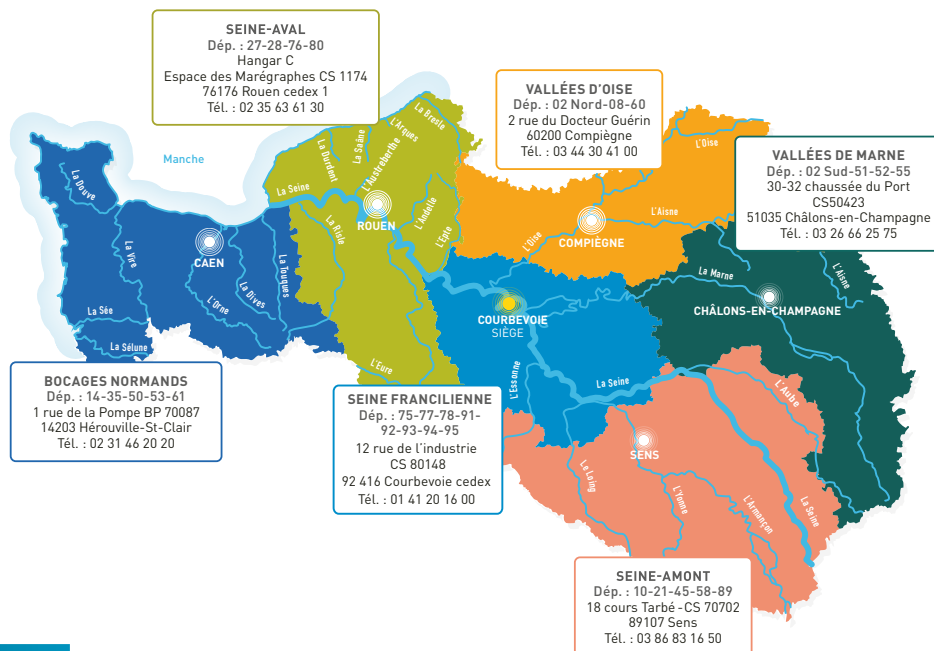 SEINE-AVAL
Dép. : 27-28-76-80
Hangar C
Espace des Marégraphes CS 1174
76176 Rouen cedex 1
Tél. : 02 35 63 61 30
VALLÉES D'OISE
Dép. : 02 Nord-08-60
2 rue du Docteur Guérin
60200 Compiègne
Tél. : 03 44 30 41 00
VALLÉES DE MARNE
Dép. : 02 Sud-51-52-55
30-32 chaussée du Port
CS50423
51035 Châlons-en-Champagne
Tél. : 03 26 66 25 75
Manche
La Douve
La Vire
La Sée
La Sélune
CAEN
L'Orne
La Dives
La Touques
La Seine
La Durdent
La Saâne
L'Austreberthe
L'Arques
La Bresle
ROUEN
La Risle
L'Andelle
L'Epte
L'Eure
L'Oise
L'Oise
L'Aisne
COMPIÈGNE
La Marne
L'Aisne
CHÂLONS-EN-CHAMPAGNE
COURBEVOIE
SIÈGE
L'Essonne
La Seine
L'Aube
SENS
Le Loing
L'Yonne
L'Armançon
La Seine
BOCAGES NORMANDS
Dép. : 14-35-50-53-61
1 rue de la Pompe BP 70087
14203 Hérouville-St-Clair
Tél. : 02 31 46 20 20
SEINE FRANCILIENNE
Dép. : 75-77-78-91-
92-93-94-95
12 rue de l'industrie
CS 80148
92 416 Courbevoie cedex
Tél. : 01 41 20 16 00
SEINE-AMONT
Dép. : 10-21-45-58-89
18 cours Tarbé - CS 70702
89107 Sens
Tél. : 03 86 83 16 50